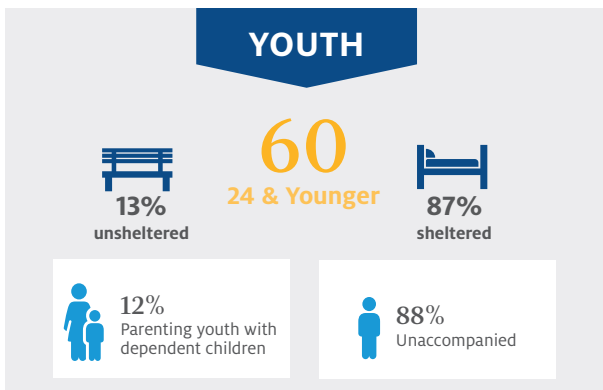 YOUTH
60
24 & Younger
13%
unsheltered
87%
sheltered
12%
Parenting youth with
dependent children
88%
Unaccompanied